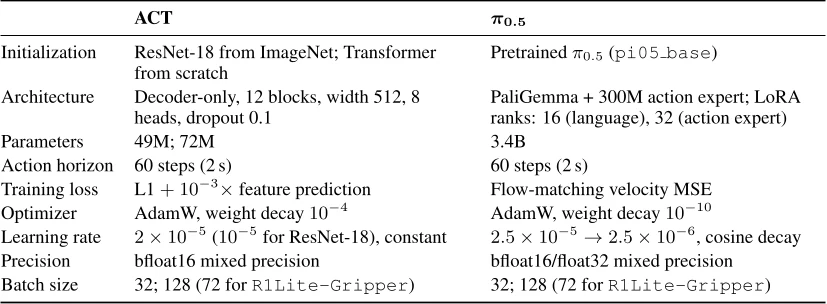 ACT π0.5
Initialization ResNet-18 from ImageNet; Transformer Pretrained π0.5 (pi05_base)
from scratch
Architecture Decoder-only, 12 blocks, width 512, 8 PaliGemma + 300M action expert; LoRA
heads, dropout 0.1 ranks: 16 (language), 32 (action expert)
Parameters 49M; 72M 3.4B
Action horizon 60 steps (2 s) 60 steps (2 s)
Training loss L1 + 10⁻³× feature prediction Flow-matching velocity MSE
Optimizer AdamW, weight decay 10⁻⁴ AdamW, weight decay 10⁻¹⁰
Learning rate 2 × 10⁻⁵ (10⁻⁵ for ResNet-18), constant 2.5 × 10⁻⁵ → 2.5 × 10⁻⁶, cosine decay
Precision bfloat16 mixed precision bfloat16/float32 mixed precision
Batch size 32; 128 (72 for R1Lite-Gripper) 32; 128 (72 for R1Lite-Gripper)